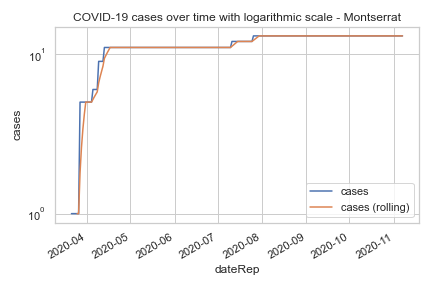 COVID-19 cases over time with logarithmic scale - Montserrat
cases
10¹
10⁰
cases
cases (rolling)
2020-04
2020-05
2020-06
2020-07
2020-08
2020-09
2020-10
2020-11
dateRep